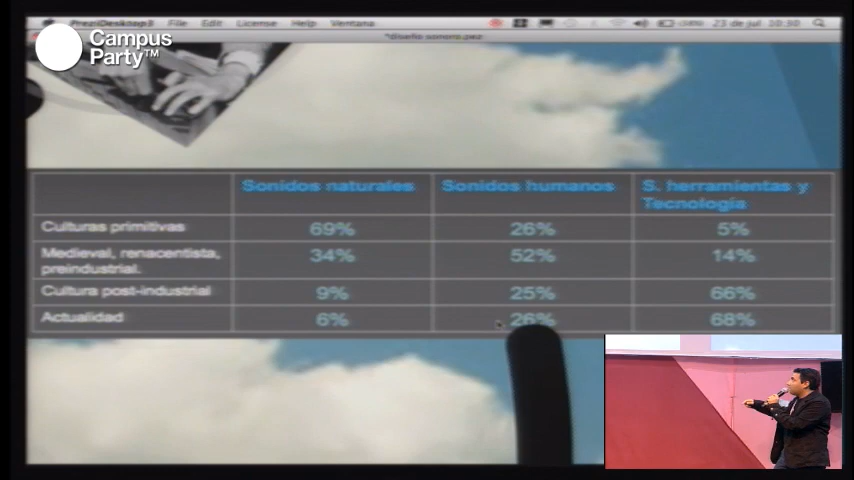 PreziDesktop3 File Edit License Help Ventana 23 de jul 10:30
*diseño sonoro.pez
Campus
Party™
Sonidos naturales Sonidos humanos S. herramientas y
Tecnología
Culturas primitivas 69% 26% 5%
Medieval, renacentista,
preindustrial. 34% 52% 14%
Cultura post-industrial 9% 25% 66%
Actualidad 6% 26% 68%